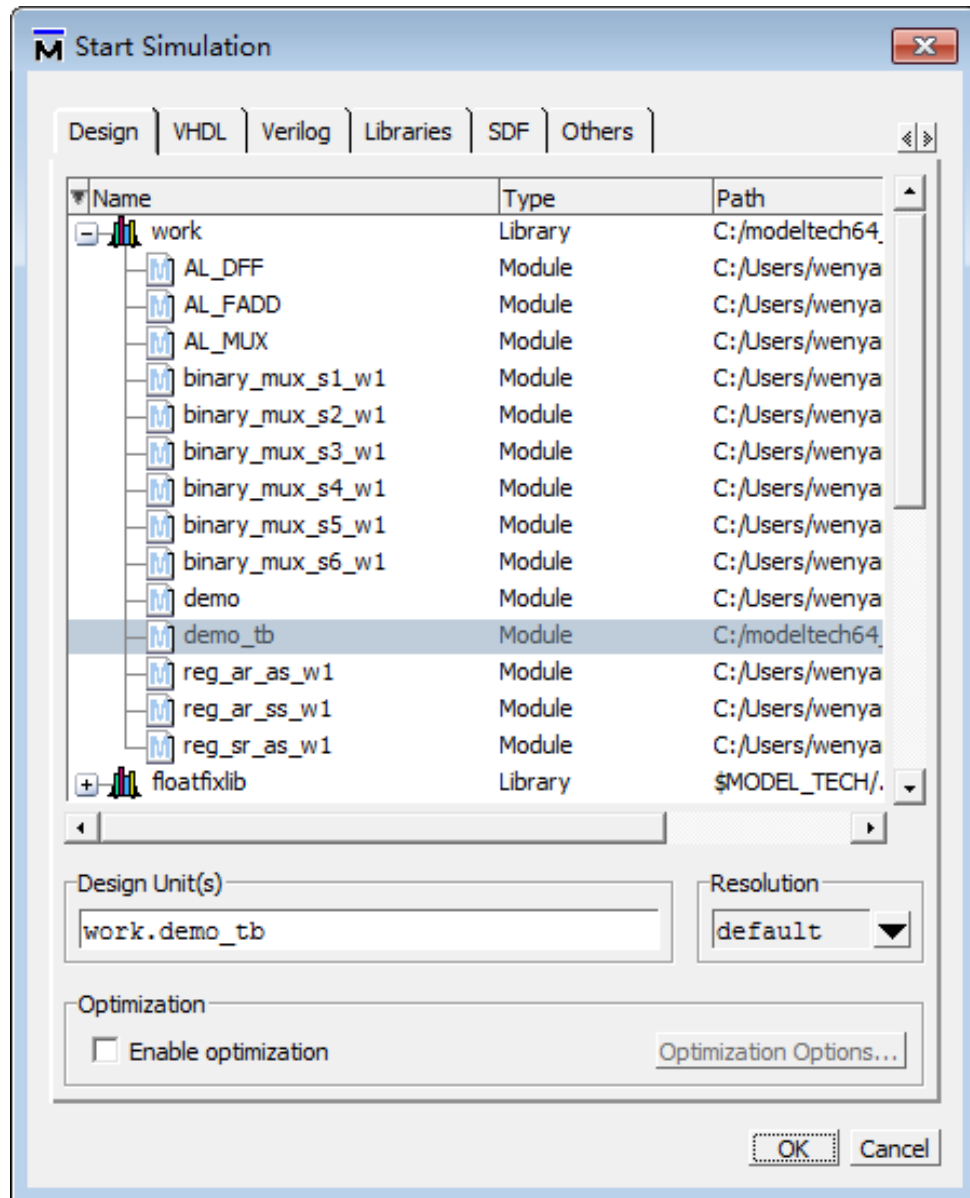 Start Simulation
Design VHDL Verilog Libraries SDF Others
Name Type Path
work Library C:/modeltech64_
AL_DFF Module C:/Users/wenya
AL_FADD Module C:/Users/wenya
AL_MUX Module C:/Users/wenya
binary_mux_s1_w1 Module C:/Users/wenya
binary_mux_s2_w1 Module C:/Users/wenya
binary_mux_s3_w1 Module C:/Users/wenya
binary_mux_s4_w1 Module C:/Users/wenya
binary_mux_s5_w1 Module C:/Users/wenya
binary_mux_s6_w1 Module C:/Users/wenya
demo Module C:/Users/wenya
demo_tb Module C:/modeltech64_
reg_ar_as_w1 Module C:/Users/wenya
reg_ar_ss_w1 Module C:/Users/wenya
reg_sr_as_w1 Module C:/Users/wenya
floatfixlib Library $MODEL_TECH/.
Design Unit(s) Resolution
work.demo_tb default
Optimization
Enable optimization Optimization Options...
OK Cancel